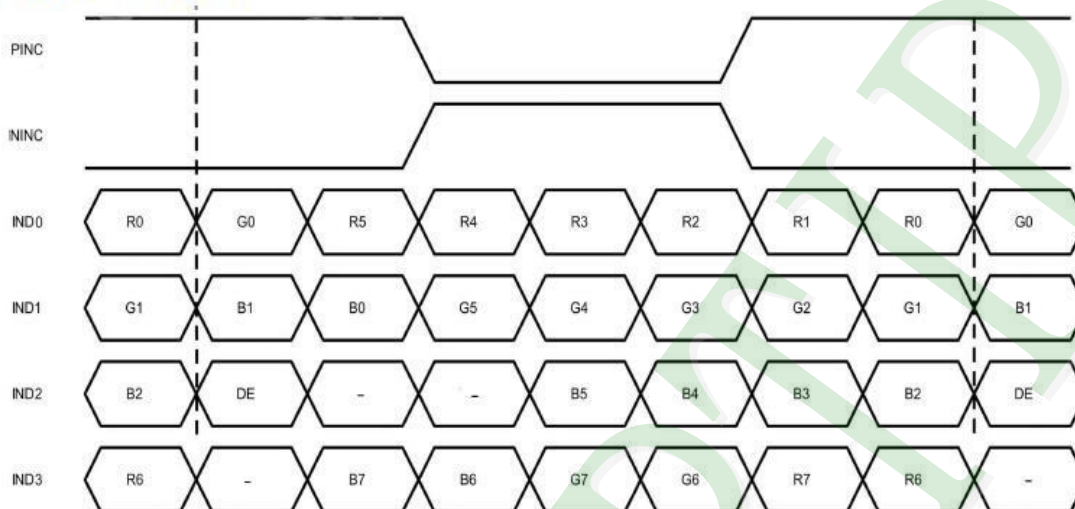 PINC
NINC
IND0 R0 G0 R5 R4 R3 R2 R1 R0 G0
IND1 G1 B1 B0 G5 G4 G3 G2 G1 B1
IND2 B2 DE - - B5 B4 B3 B2 DE
IND3 R6 - B7 B6 G7 G6 R7 R6 -